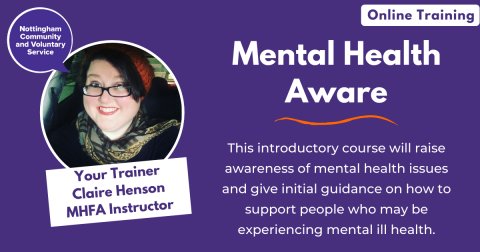 Nottingham
Community
and Voluntary
Service
Online Training
Mental Health
Aware
Your Trainer
Claire Henson
MHFA Instructor
This introductory course will raise
awareness of mental health issues
and give initial guidance on how to
support people who may be
experiencing mental ill health.